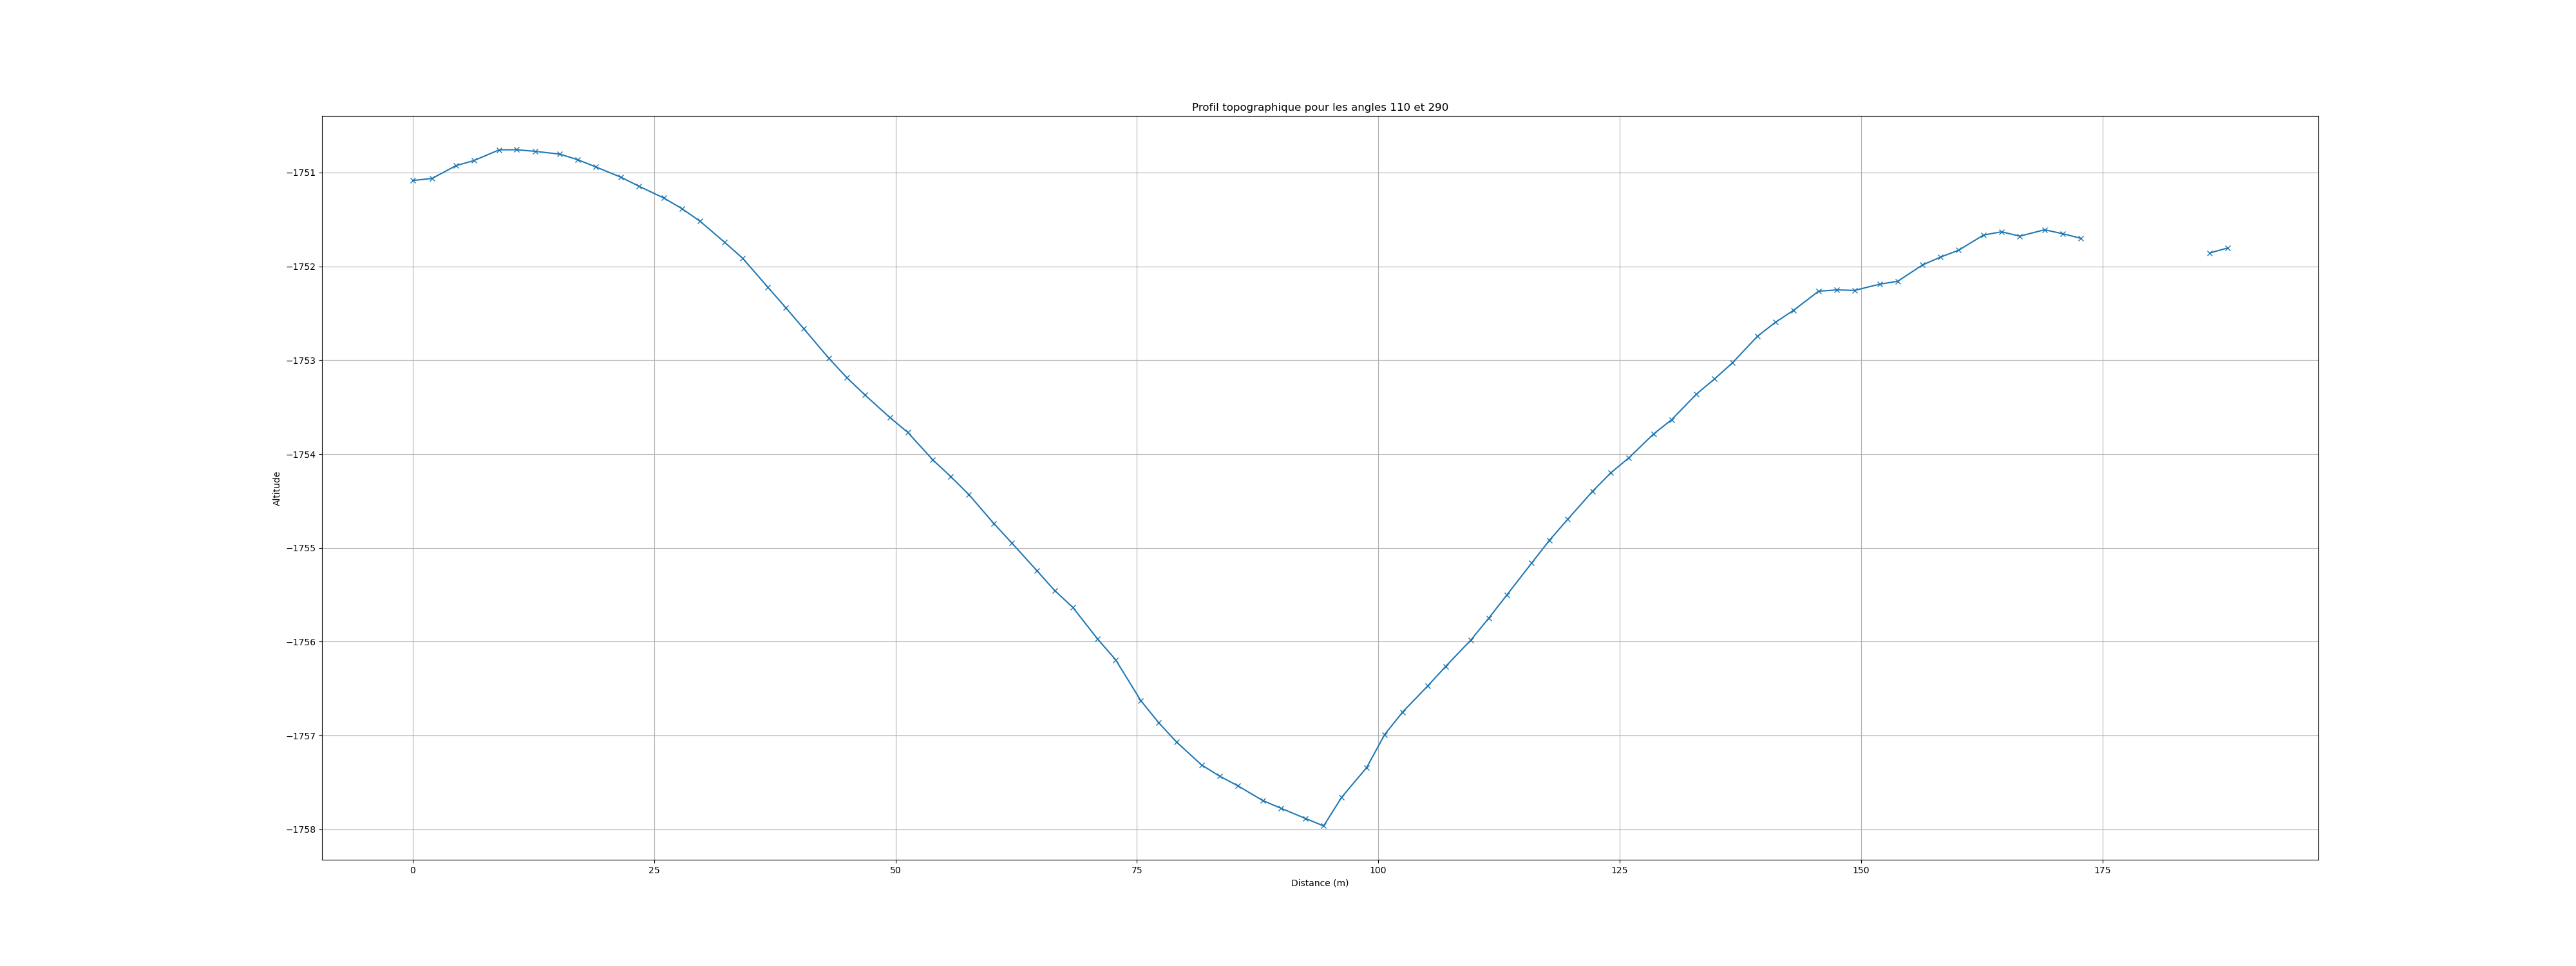 Profil topographique pour les angles 110 et 290
−1751
−1752
−1753
−1754
Altitude
−1755
−1756
−1757
−1758
0 25 50 75 100 125 150 175
Distance (m)